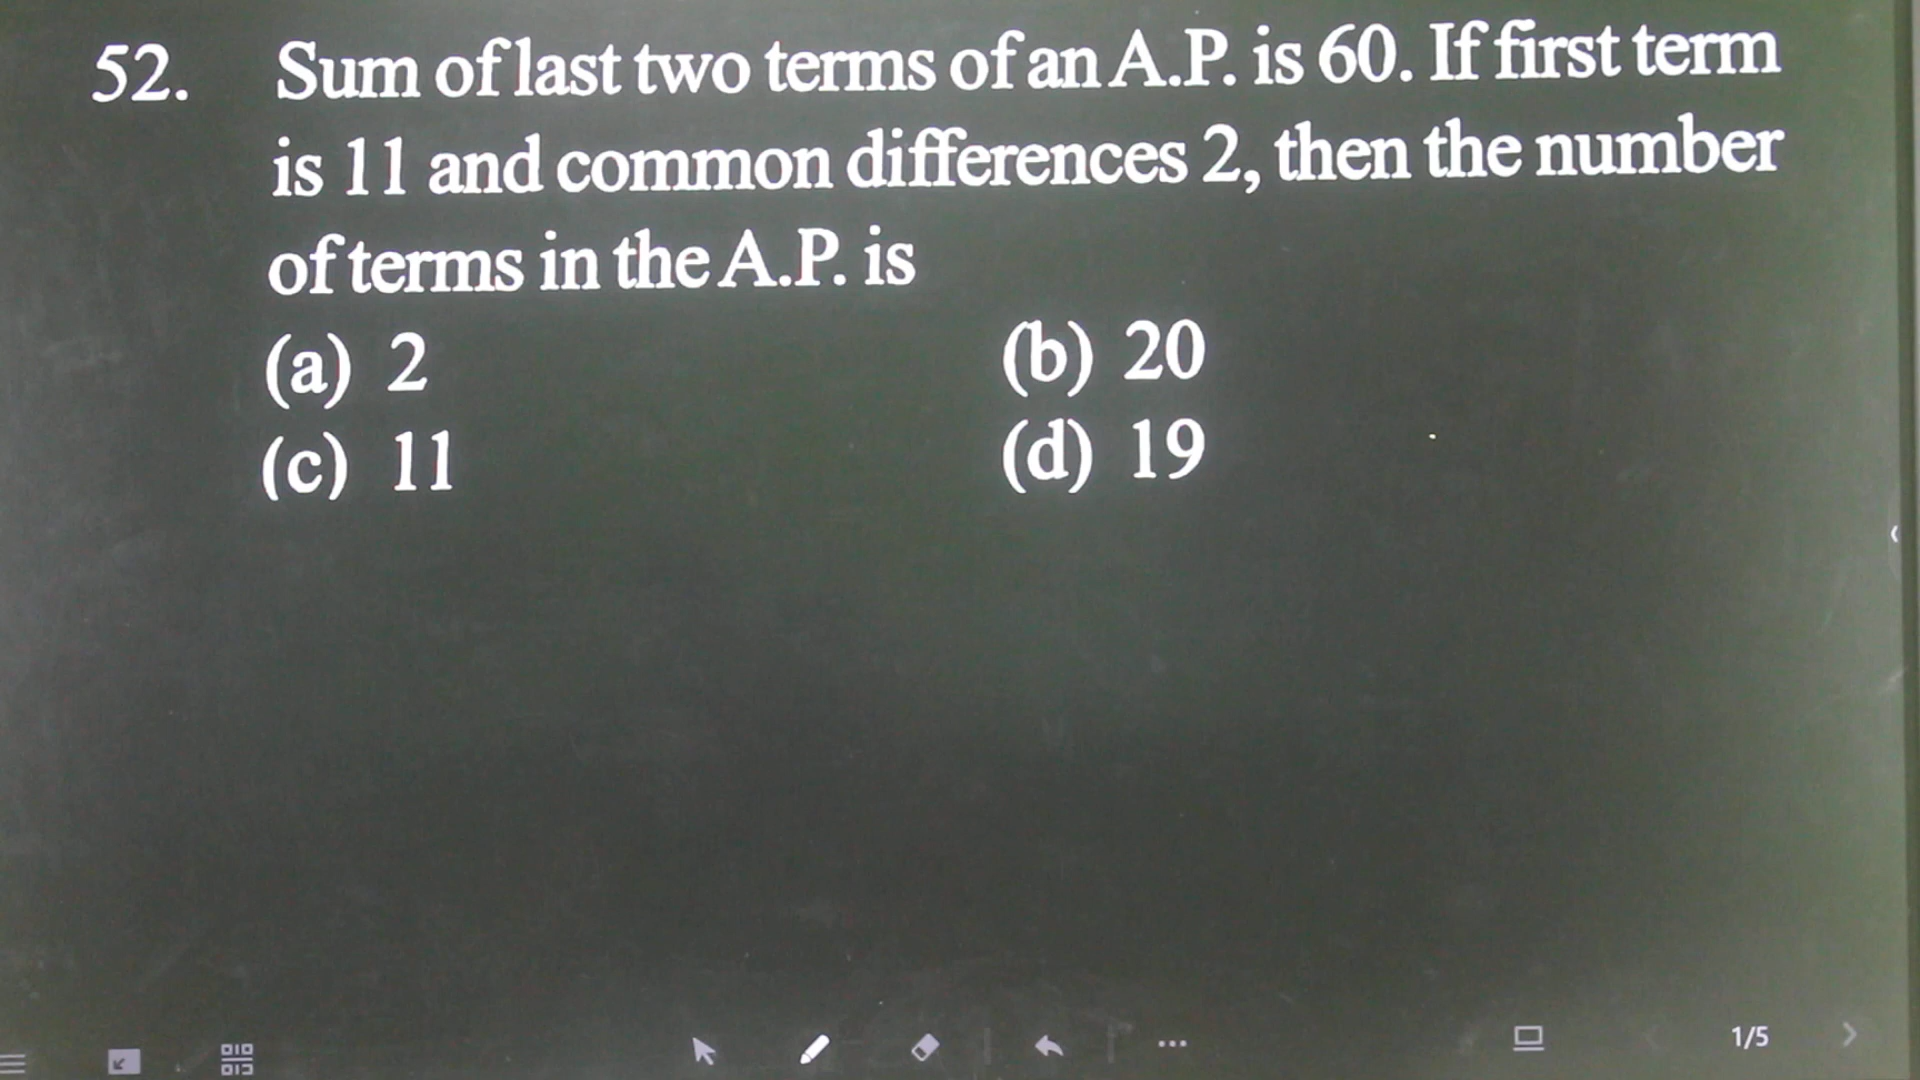 52. Sum of last two terms of an A.P. is 60. If first term
is 11 and common differences 2, then the number
of terms in the A.P. is
(a) 2 (b) 20
(c) 11 (d) 19
1/5